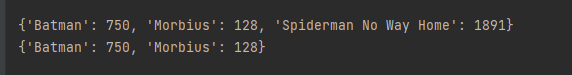 {'Batman': 750, 'Morbius': 128, 'Spiderman No Way Home': 1891}
{'Batman': 750, 'Morbius': 128}